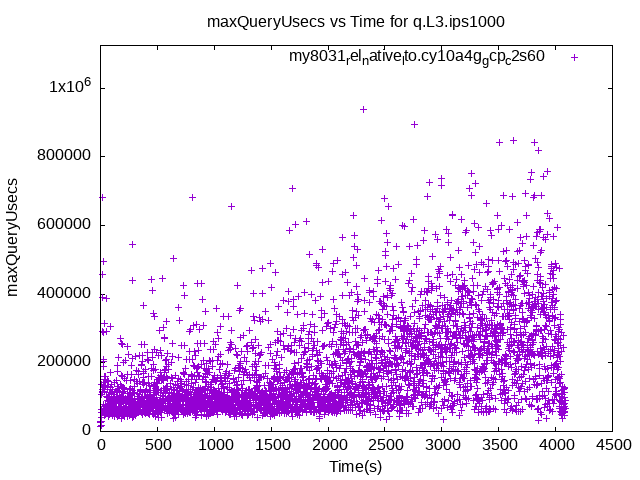 maxQueryUsecs vs Time for q.L3.ips1000
my8031relnativelto.cy10a4ggcpc2s60
1x10^6
800000
600000
400000
200000
0
maxQueryUsecs
0 500 1000 1500 2000 2500 3000 3500 4000 4500
Time(s)